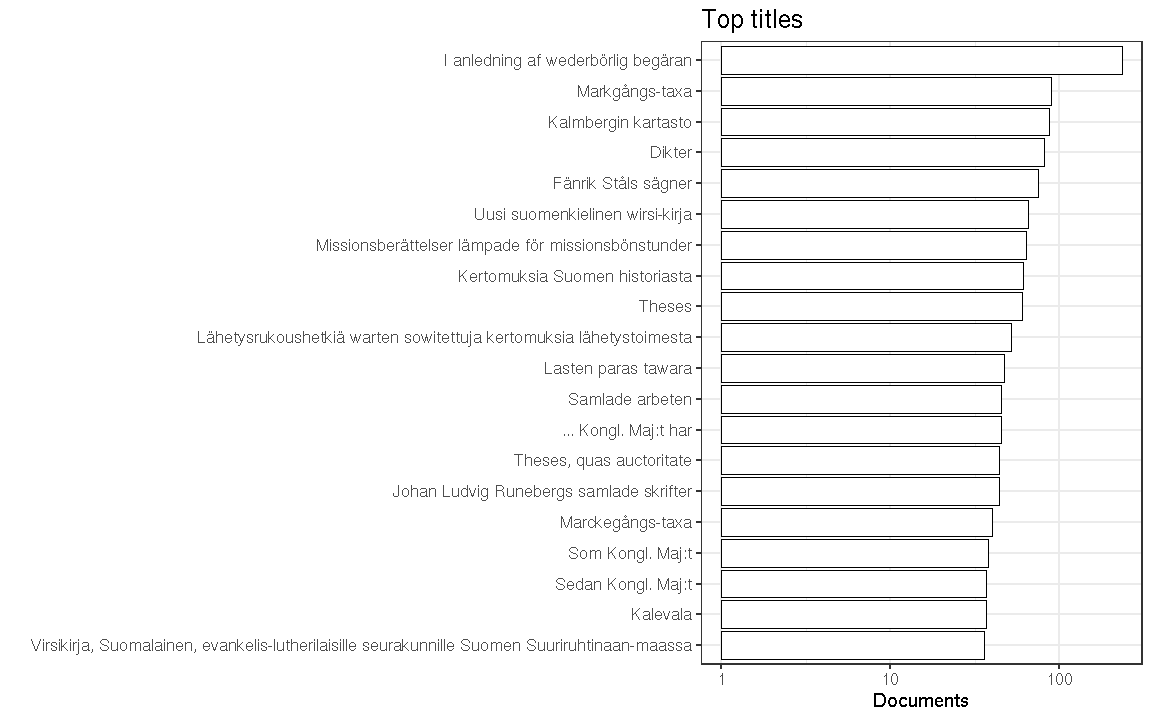 Top titles
I anledning af wederbörlig begäran
Markgångs-taxa
Kalmbergin kartasto
Dikter
Fänrik Ståls sägner
Uusi suomenkielinen wirsi-kirja
Missionsberättelser lämpade för missionsbönstunder
Kertomuksia Suomen historiasta
Theses
Lähetysrukoushetkiä warten sowitettuja kertomuksia lähetystoimesta
Lasten paras tawara
Samlade arbeten
... Kongl. Maj:t har
Theses, quas auctoritate
Johan Ludvig Runebergs samlade skrifter
Marckegångs-taxa
Som Kongl. Maj:t
Sedan Kongl. Maj:t
Kalevala
Virsikirja, Suomalainen, evankelis-lutherilaisille seurakunnille Suomen Suuriruhtinaan-maassa
1 10 100
Documents